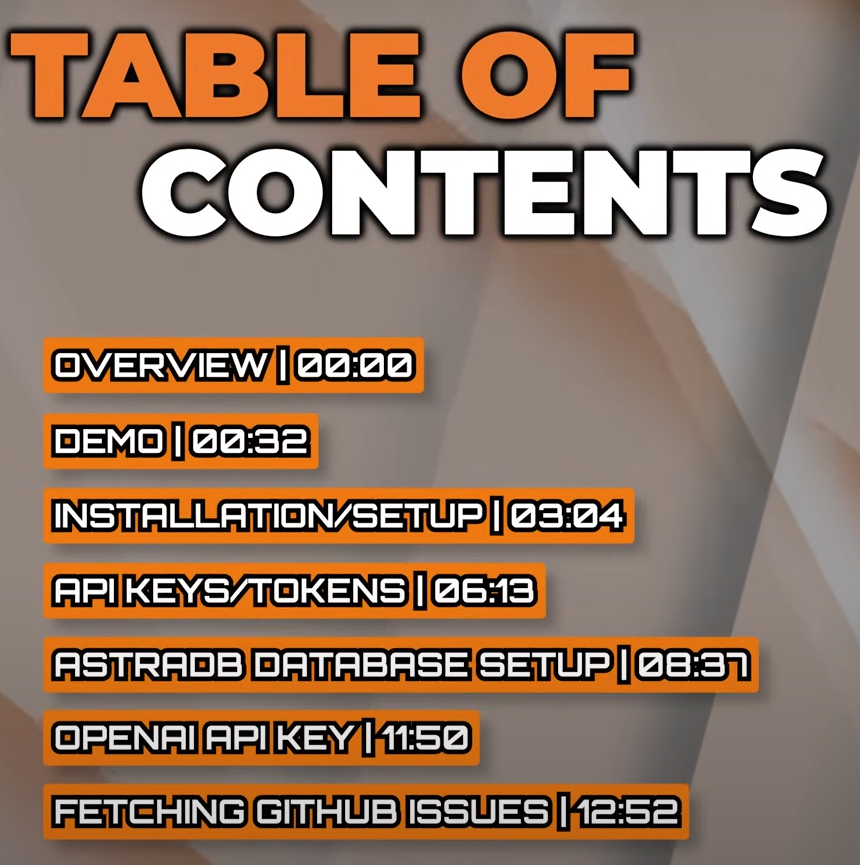 TABLE OF
CONTENTS
OVERVIEW | 00:00
DEMO | 00:32
INSTALLATION/SETUP | 03:04
API KEYS/TOKENS | 06:13
ASTRADB DATABASE SETUP | 08:37
OPENAI API KEY | 11:50
FETCHING GITHUB ISSUES | 12:52